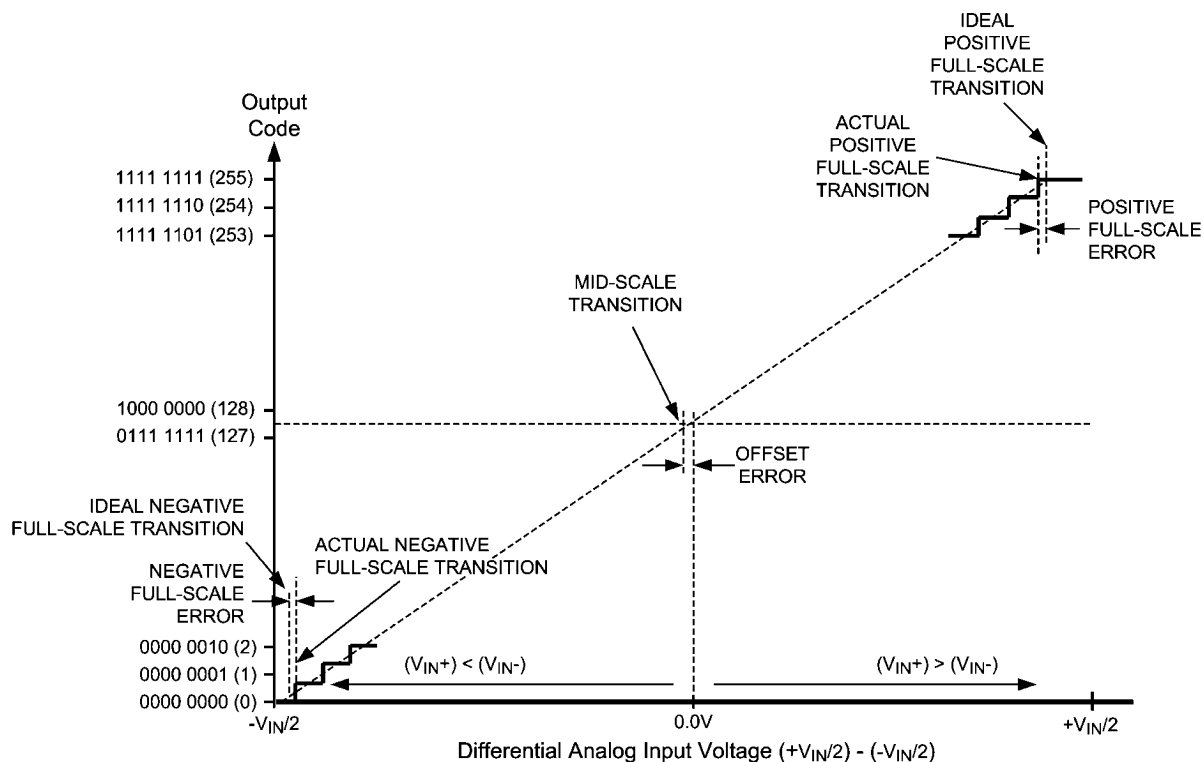 IDEAL
POSITIVE
FULL-SCALE
TRANSITION
Output
Code
ACTUAL
POSITIVE
FULL-SCALE
TRANSITION
1111 1111 (255)
1111 1110 (254)
1111 1101 (253)
POSITIVE
FULL-SCALE
ERROR
MID-SCALE
TRANSITION
1000 0000 (128)
0111 1111 (127)
OFFSET
ERROR
IDEAL NEGATIVE
FULL-SCALE TRANSITION
ACTUAL NEGATIVE
FULL-SCALE TRANSITION
NEGATIVE
FULL-SCALE
ERROR
0000 0010 (2)
0000 0001 (1)
0000 0000 (0)
(VIN+) < (VIN-)
(VIN+) > (VIN-)
-VIN/2
0.0V
+VIN/2
Differential Analog Input Voltage (+VIN/2) - (-VIN/2)